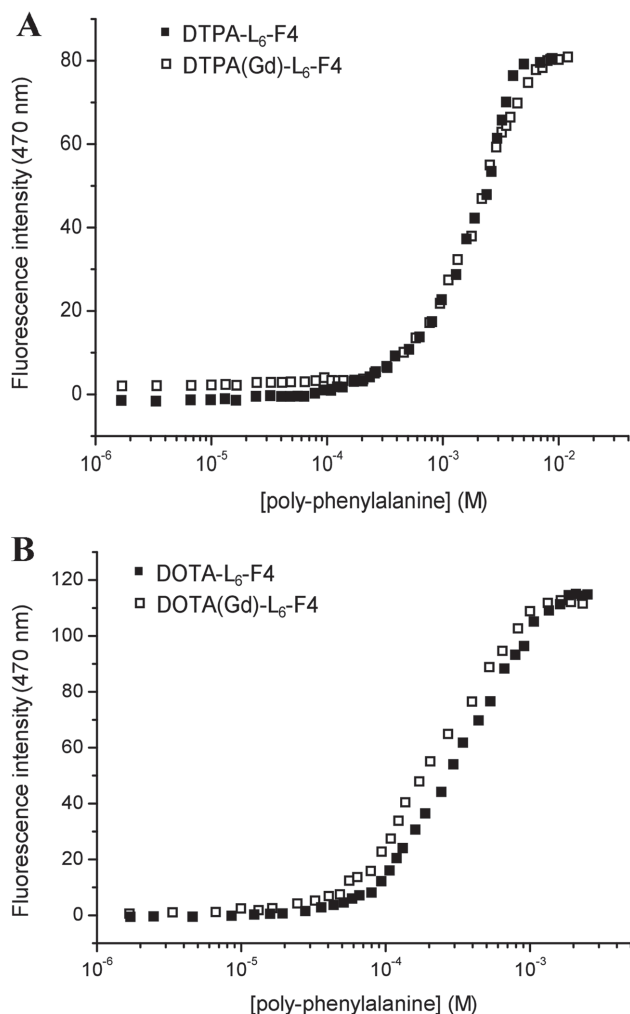 A
DTPA-L₆-F4
DTPA(Gd)-L₆-F4
Fluorescence intensity (470 nm)
80
60
40
20
0
10⁻⁶ 10⁻⁵ 10⁻⁴ 10⁻³ 10⁻²
[poly-phenylalanine] (M)
B
DOTA-L₆-F4
DOTA(Gd)-L₆-F4
Fluorescence intensity (470 nm)
120
100
80
60
40
20
0
10⁻⁶ 10⁻⁵ 10⁻⁴ 10⁻³
[poly-phenylalanine] (M)